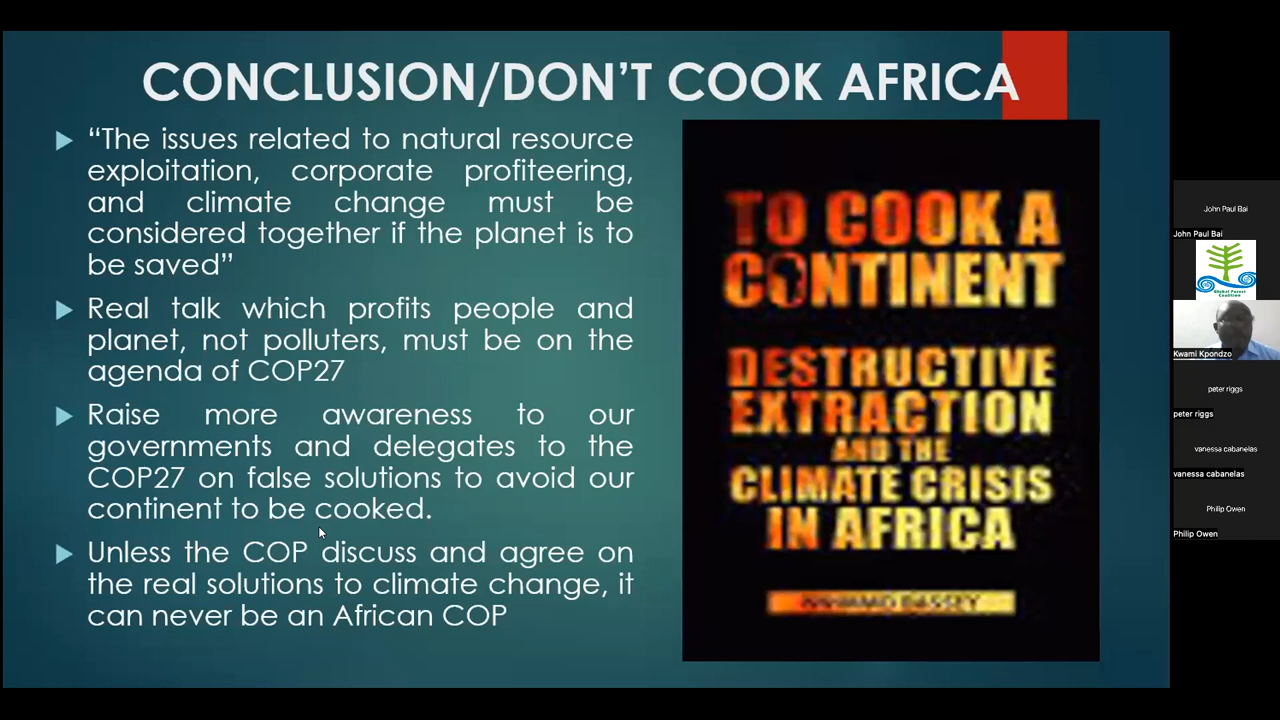 CONCLUSION/DON'T COOK AFRICA
“The issues related to natural resource
exploitation, corporate profiteering,
and climate change must be
considered together if the planet is to
be saved”
Real talk which profits people and
planet, not polluters, must be on the
agenda of COP27
Raise more awareness to our
governments and delegates to the
COP27 on false solutions to avoid our
continent to be cooked.
Unless the COP discuss and agree on
the real solutions to climate change, it
can never be an African COP
TO COOK A
CONTINENT
DESTRUCTIVE
EXTRACTION
AND THE
CLIMATE CRISIS
IN AFRICA
BASSEY
John Paul Bai
John Paul Bai
Global Forest
Coalition
Kwami Kpondzo
peter riggs
peter riggs
vanessa cabanelas
vanessa cabanelas
Philip Owen
Philip Owen